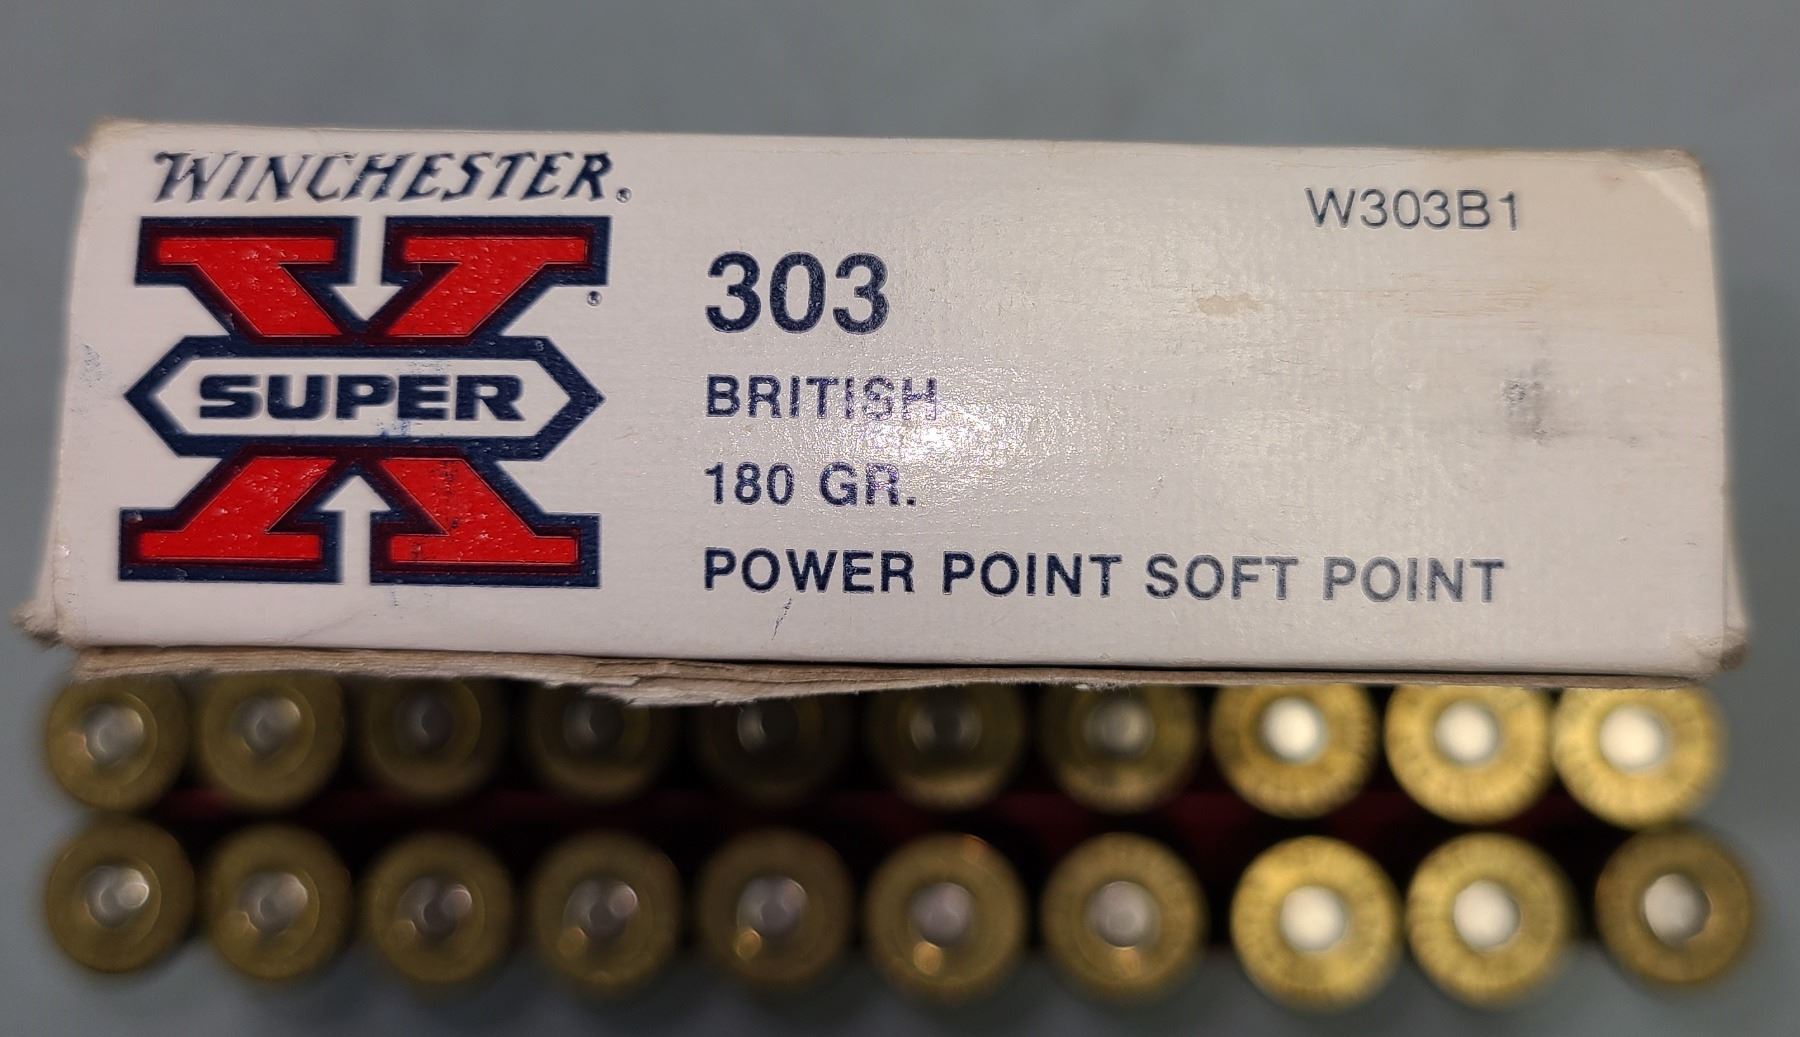 WINCHESTER®
X®
SUPER
W303B1
303
BRITISH
180 GR.
POWER POINT SOFT POINT